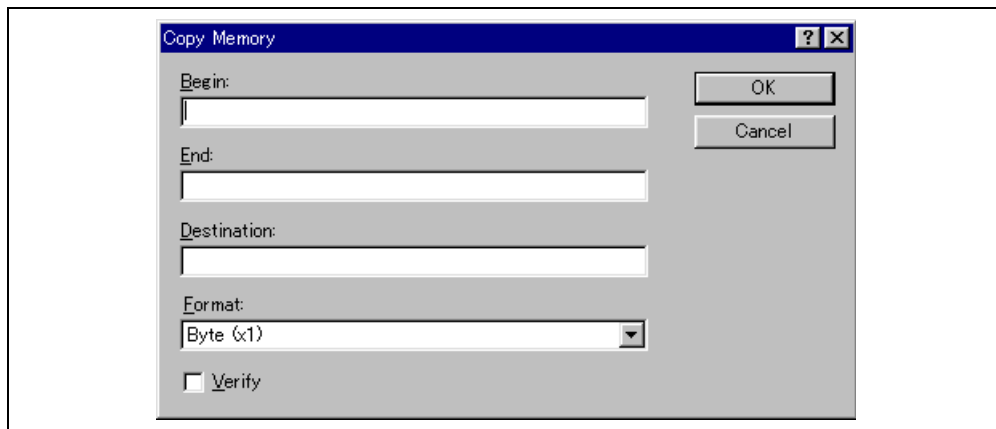 Copy Memory
Begin:
OK
Cancel
End:
Destination:
Format:
Byte (x1)
Verify